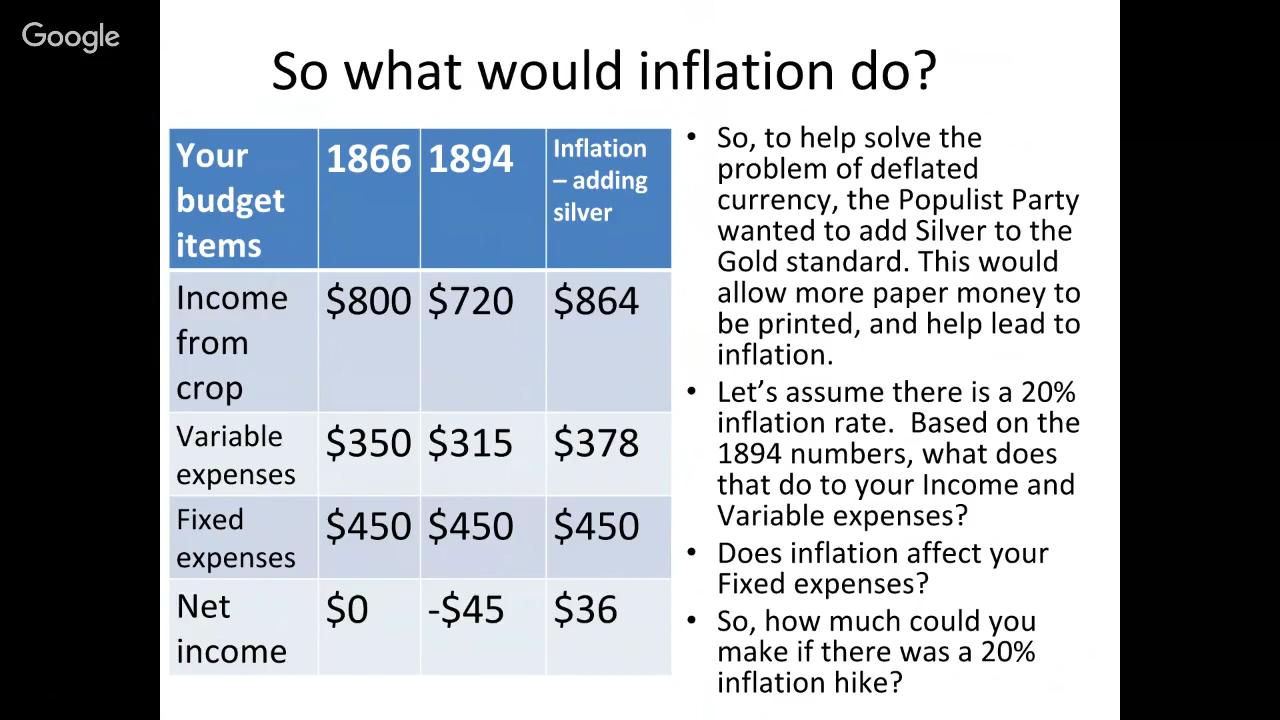 Google
So what would inflation do?
Your
budget
items
1866
1894
Inflation
– adding
silver
Income
from
crop
$800
$720
$864
Variable
expenses
$350
$315
$378
Fixed
expenses
$450
$450
$450
Net
income
$0
-$45
$36
• So, to help solve the
problem of deflated
currency, the Populist Party
wanted to add Silver to the
Gold standard. This would
allow more paper money to
be printed, and help lead to
inflation.
• Let’s assume there is a 20%
inflation rate.  Based on the
1894 numbers, what does
that do to your Income and
Variable expenses?
• Does inflation affect your
Fixed expenses?
• So, how much could you
make if there was a 20%
inflation hike?